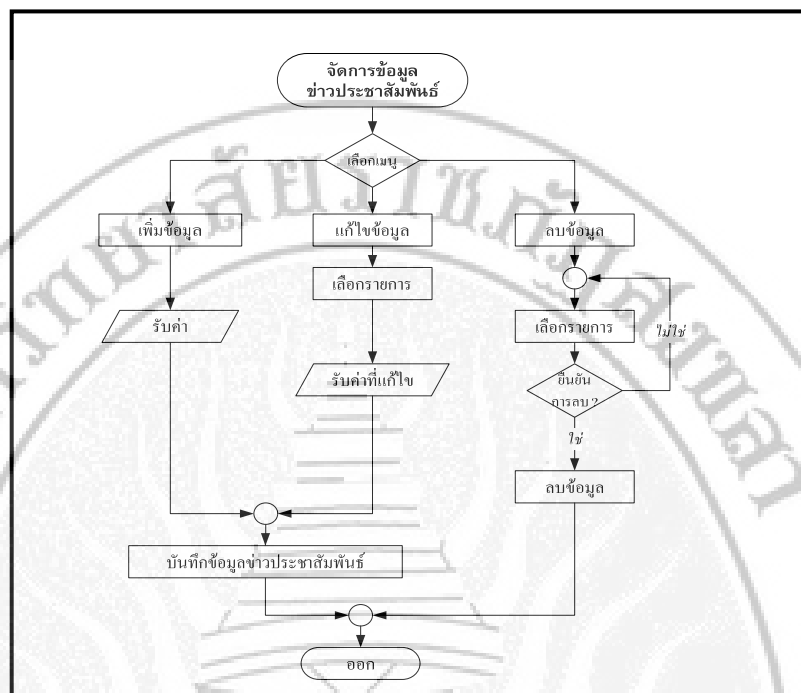 จัดการข้อมูล
ข่าวประชาสัมพันธ์
เลือกเมนู
เพิ่มข้อมูล
แก้ไขข้อมูล
ลบข้อมูล
เลือกรายการ
รับค่า
เลือกรายการ
ไม่ใช่
รับค่าที่แก้ไข
ยืนยัน
การลบ ?
ใช่
ลบข้อมูล
บันทึกข้อมูลข่าวประชาสัมพันธ์
ออก